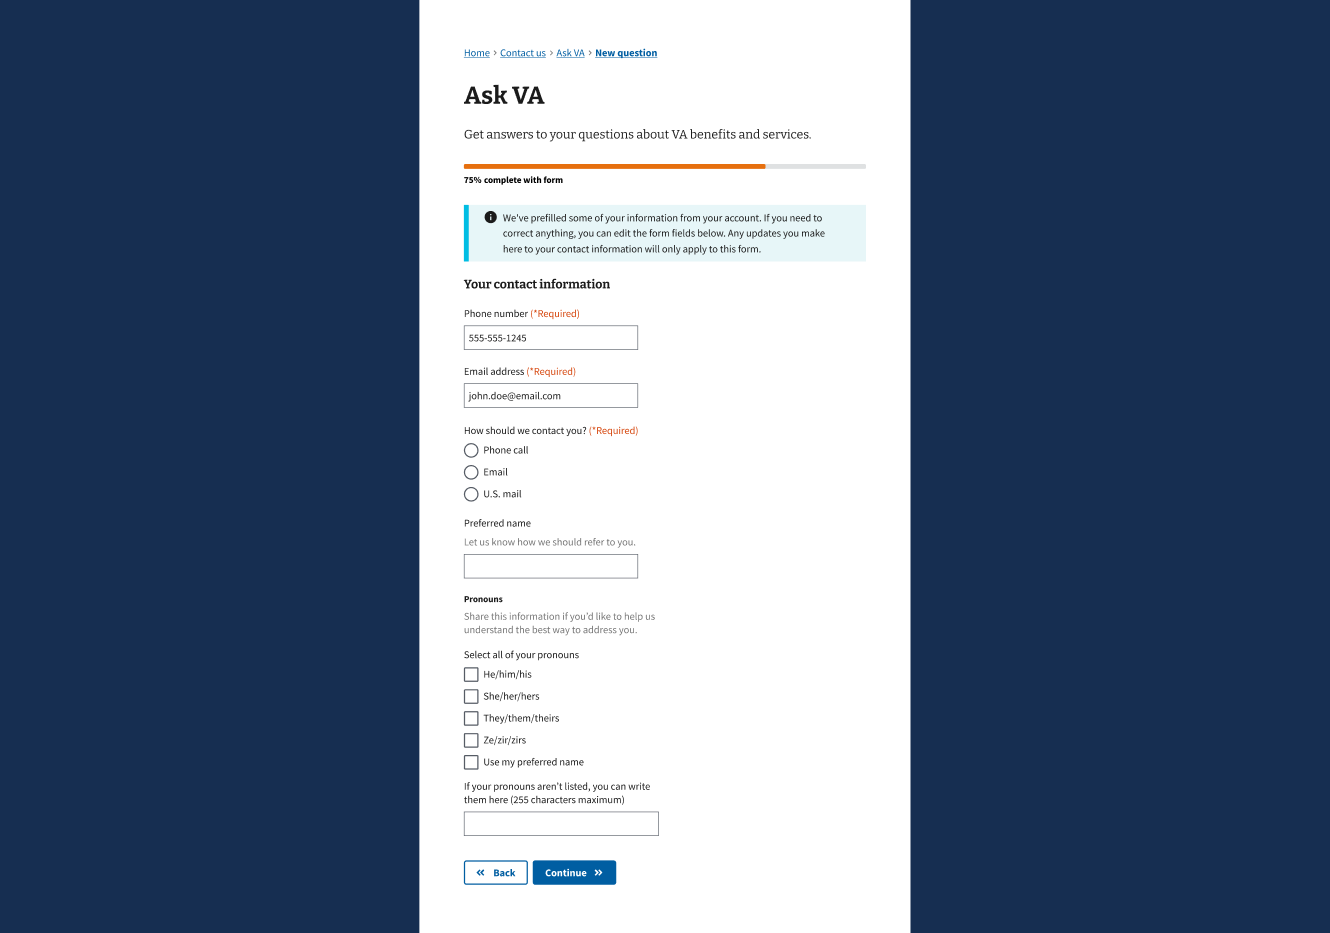 Home > Contact us > Ask VA > New question
Ask VA
Get answers to your questions about VA benefits and services.
75% complete with form
We've prefilled some of your information from your account. If you need to
correct anything, you can edit the form fields below. Any updates you make
here to your contact information will only apply to this form.
Your contact information
Phone number (*Required)
555-555-1245
Email address (*Required)
john.doe@email.com
How should we contact you? (*Required)
Phone call
Email
U.S. mail
Preferred name
Let us know how we should refer to you.
Pronouns
Share this information if you'd like to help us
understand the best way to address you.
Select all of your pronouns
He/him/his
She/her/hers
They/them/theirs
Ze/zir/zirs
Use my preferred name
If your pronouns aren't listed, you can write
them here (255 characters maximum)
« Back
Continue »